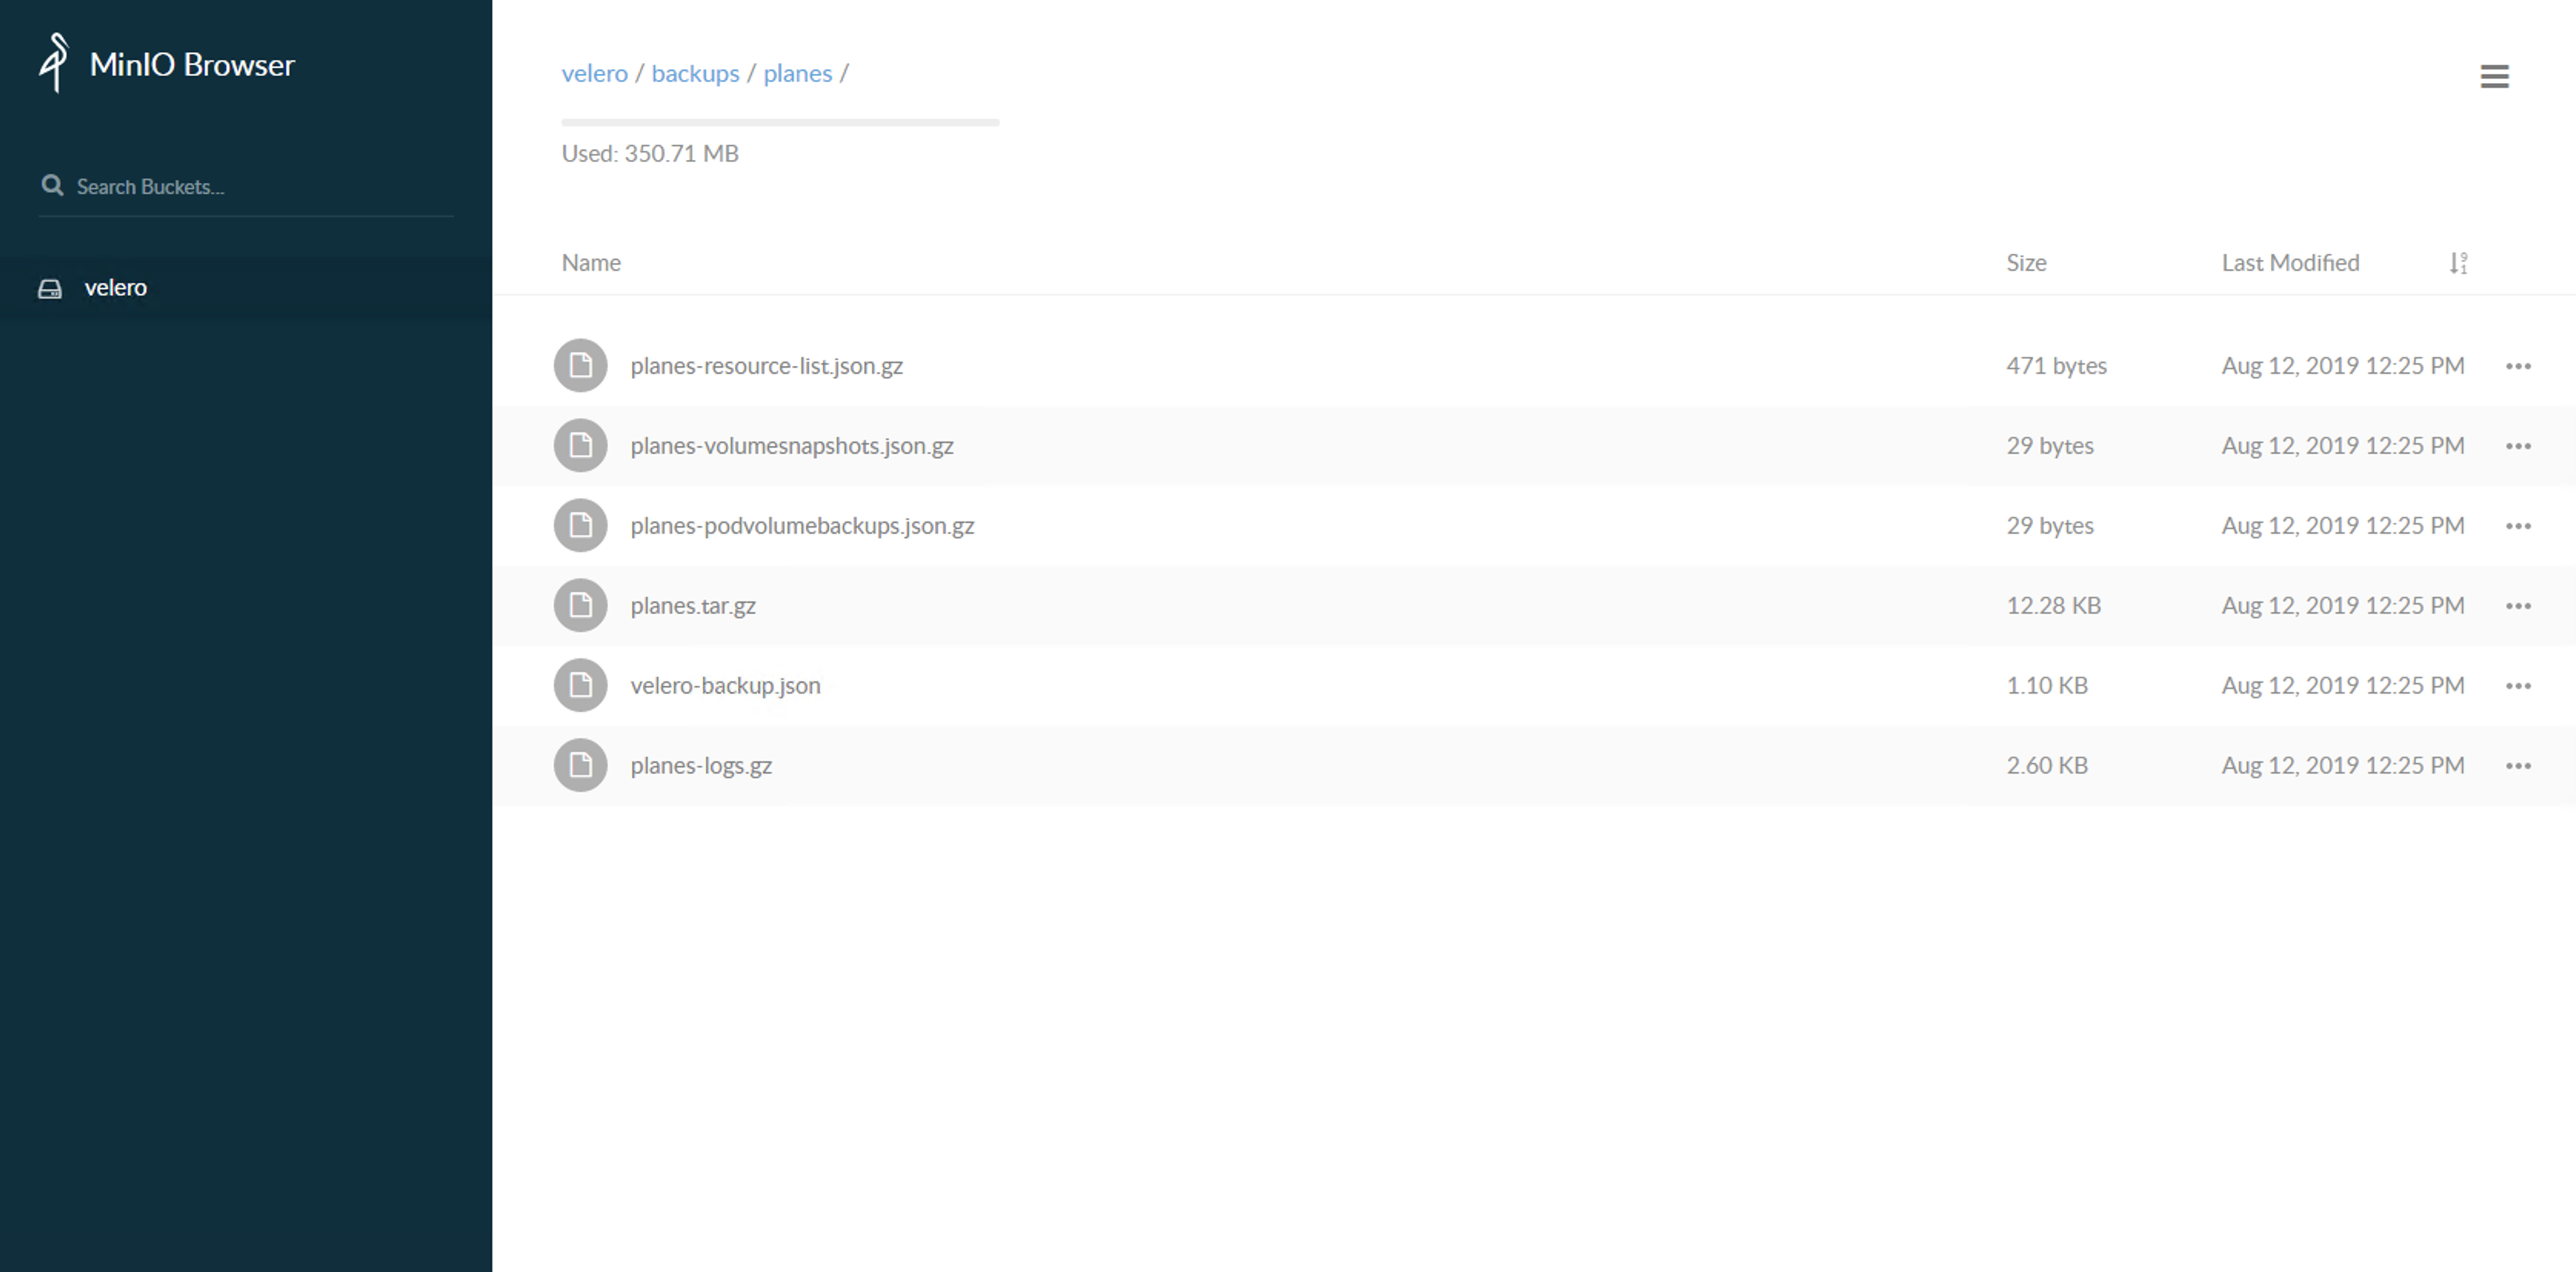 MinIO Browser
Search Buckets...
velero
velero / backups / planes /
Used: 350.71 MB
Name Size Last Modified
planes-resource-list.json.gz 471 bytes Aug 12, 2019 12:25 PM
planes-volumesnapshots.json.gz 29 bytes Aug 12, 2019 12:25 PM
planes-podvolumebackups.json.gz 29 bytes Aug 12, 2019 12:25 PM
planes.tar.gz 12.28 KB Aug 12, 2019 12:25 PM
velero-backup.json 1.10 KB Aug 12, 2019 12:25 PM
planes-logs.gz 2.60 KB Aug 12, 2019 12:25 PM